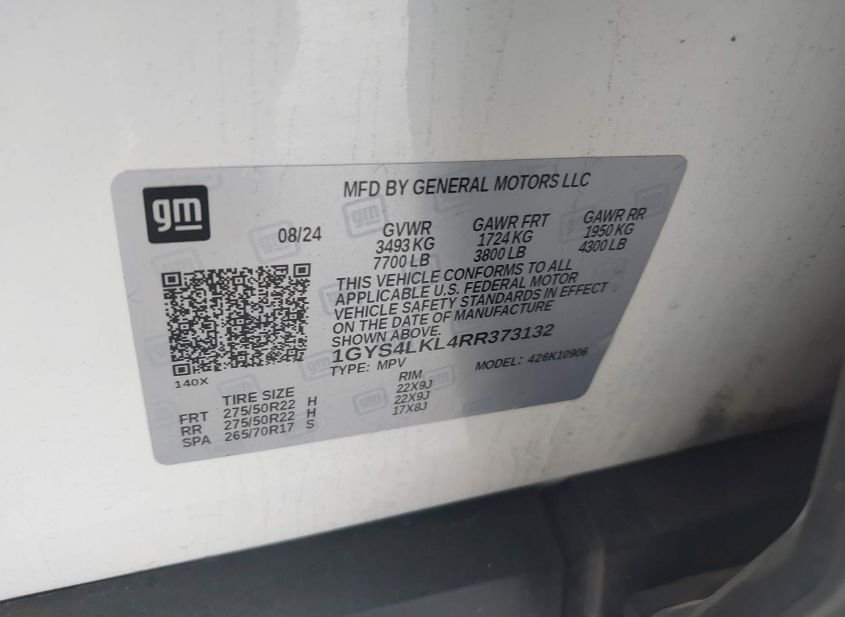 gm
MFD BY GENERAL MOTORS LLC
08/24
GVWR GAWR FRT GAWR RR
3493 KG 1724 KG 1950 KG
7700 LB 3800 LB 4300 LB
THIS VEHICLE CONFORMS TO ALL
APPLICABLE U.S. FEDERAL MOTOR
VEHICLE SAFETY STANDARDS IN EFFECT
ON THE DATE OF MANUFACTURE
SHOWN ABOVE.
1GYS4LKL4RR373132
TYPE: MPV MODEL: 426K10906
140X
TIRE SIZE RIM
FRT 275/50R22 H 22X9J
RR 275/50R22 H 22X9J
SPA 265/70R17 S 17X8J